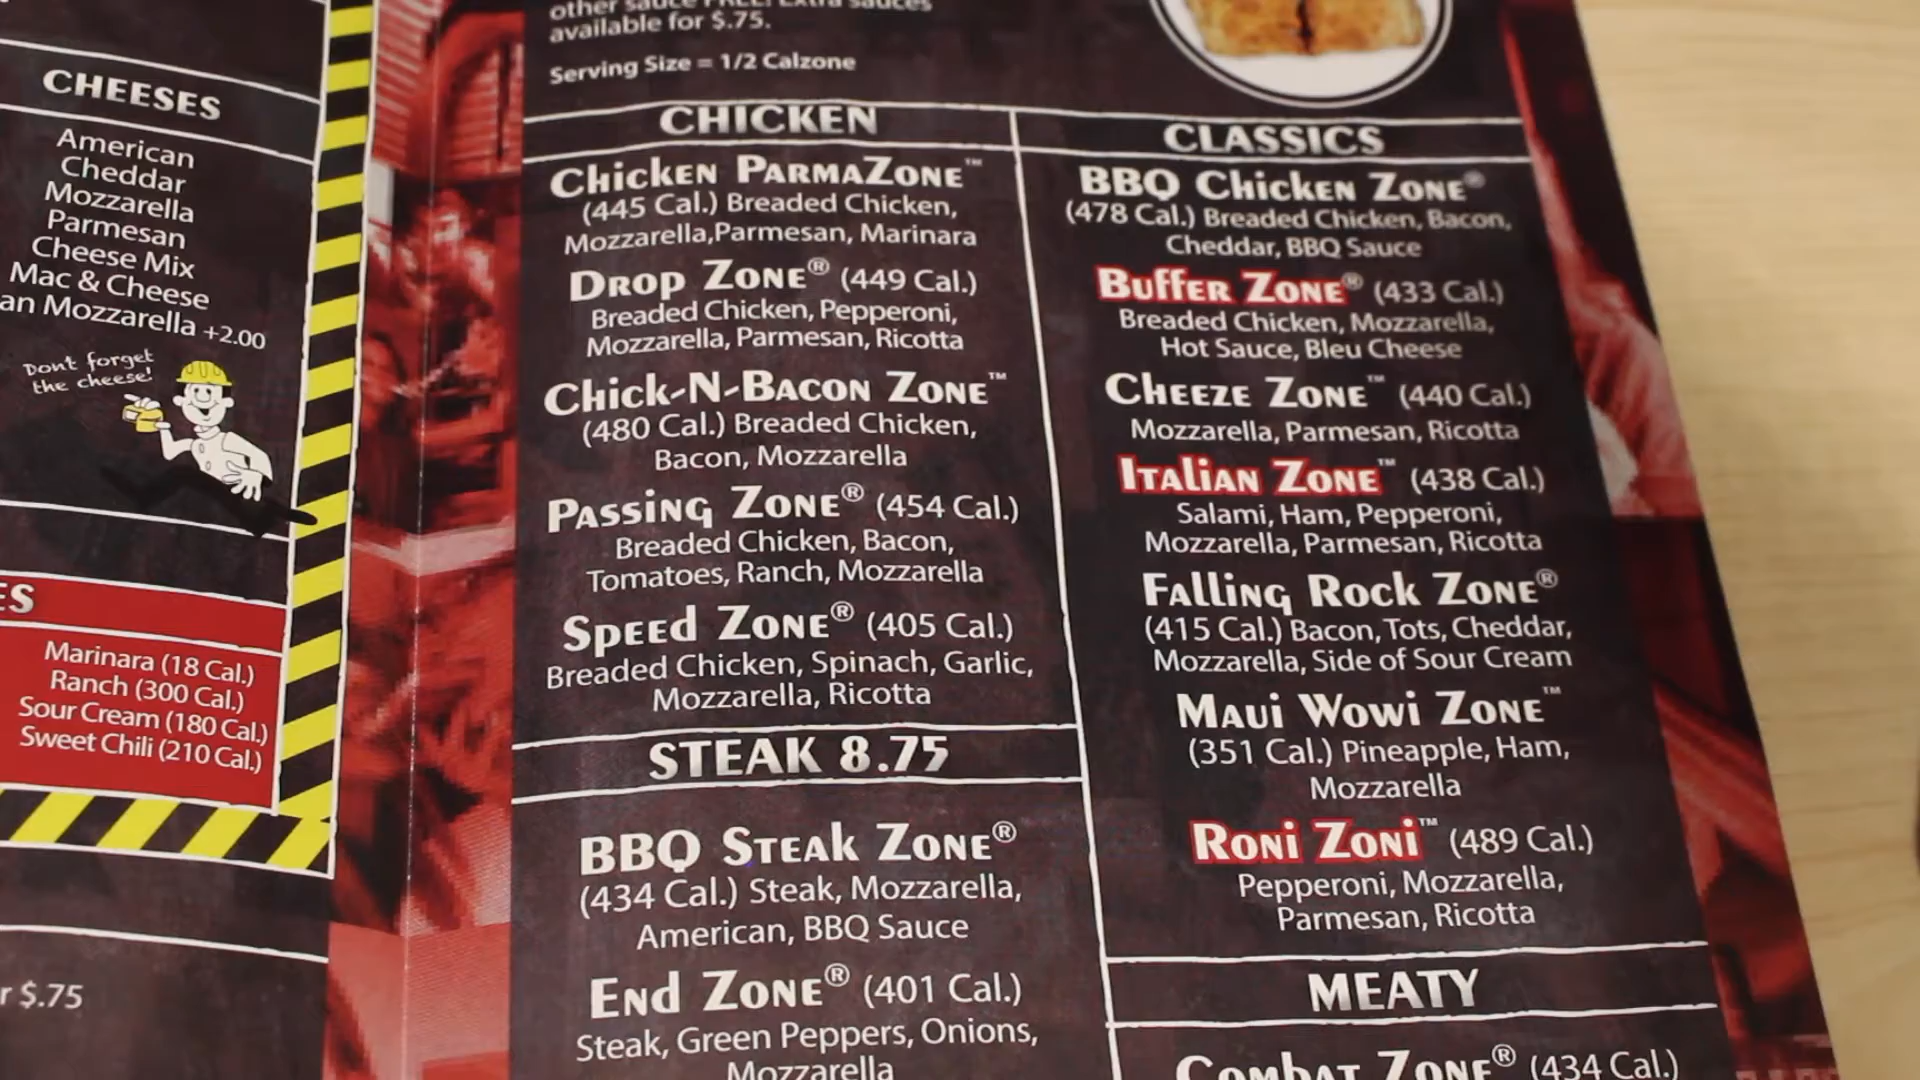 CHEESES
American
Cheddar
Mozzarella
Parmesan
Cheese Mix
Mac & Cheese
an Mozzarella +2.00
Dont forget
the cheese!
ES
Marinara (18 Cal.)
Ranch (300 Cal.)
Sour Cream (180 Cal.)
Sweet Chili (210 Cal.)
r $.75
other sauce FREE! Extra sauces
available for $.75.
Serving Size = 1/2 Calzone
CHICKEN
Chicken ParmaZone™
(445 Cal.) Breaded Chicken,
Mozzarella,Parmesan, Marinara
Drop Zone® (449 Cal.)
Breaded Chicken, Pepperoni,
Mozzarella, Parmesan, Ricotta
Chick-N-Bacon Zone™
(480 Cal.) Breaded Chicken,
Bacon, Mozzarella
Passing Zone® (454 Cal.)
Breaded Chicken, Bacon,
Tomatoes, Ranch, Mozzarella
Speed Zone® (405 Cal.)
Breaded Chicken, Spinach, Garlic,
Mozzarella, Ricotta
STEAK 8.75
BBQ Steak Zone®
(434 Cal.) Steak, Mozzarella,
American, BBQ Sauce
End Zone® (401 Cal.)
Steak, Green Peppers, Onions,
Mozzarella
CLASSICS
BBQ Chicken Zone®
(478 Cal.) Breaded Chicken, Bacon,
Cheddar, BBQ Sauce
Buffer Zone® (433 Cal.)
Breaded Chicken, Mozzarella,
Hot Sauce, Bleu Cheese
Cheeze Zone™ (440 Cal.)
Mozzarella, Parmesan, Ricotta
Italian Zone™ (438 Cal.)
Salami, Ham, Pepperoni,
Mozzarella, Parmesan, Ricotta
Falling Rock Zone®
(415 Cal.) Bacon, Tots, Cheddar,
Mozzarella, Side of Sour Cream
Maui Wowi Zone™
(351 Cal.) Pineapple, Ham,
Mozzarella
Roni Zoni™ (489 Cal.)
Pepperoni, Mozzarella,
Parmesan, Ricotta
MEATY
Combat Zone® (434 Cal.)